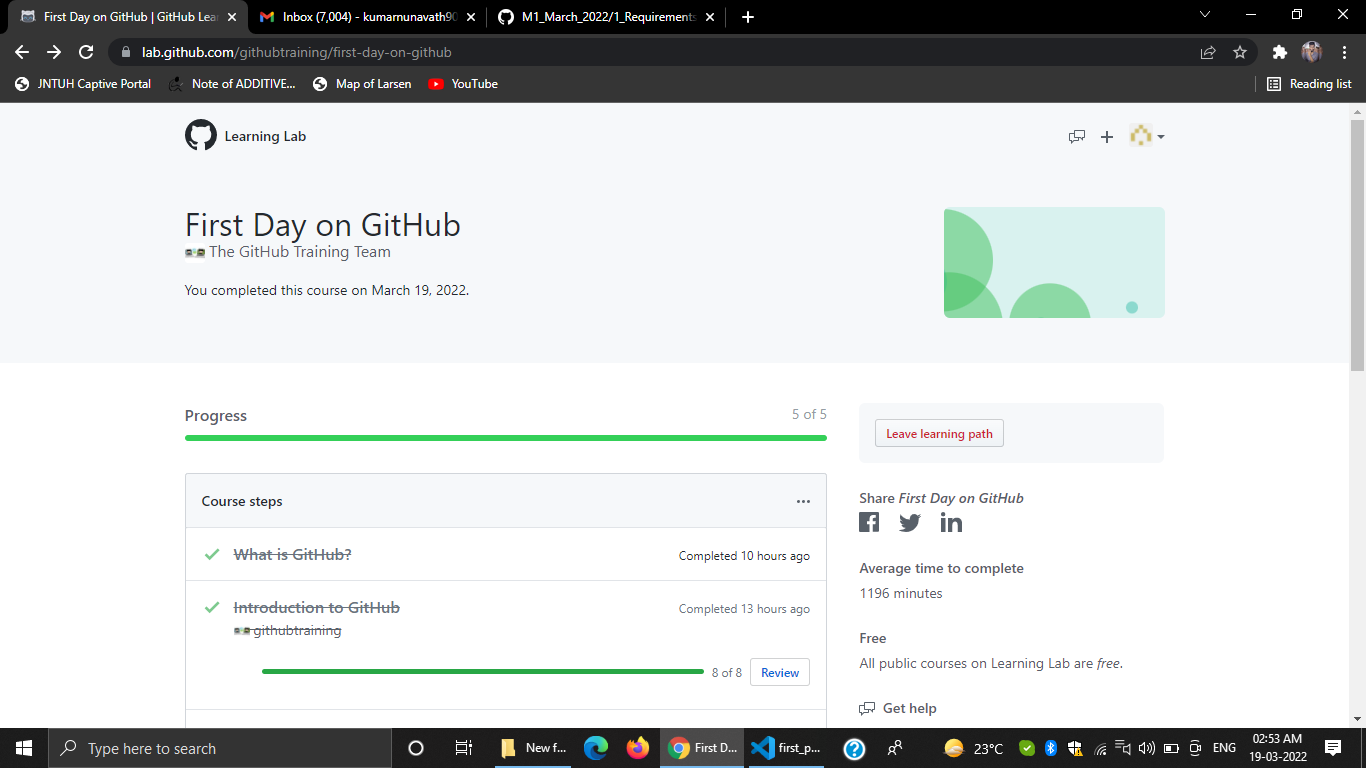 First Day on GitHub | GitHub Lea
Inbox (7,004) - kumarnunavath90
M1_March_2022/1_Requirements
lab.github.com/githubtraining/first-day-on-github
JNTUH Captive Portal
Note of ADDITIVE...
Map of Larsen
YouTube
Reading list
Learning Lab
First Day on GitHub
The GitHub Training Team
You completed this course on March 19, 2022.
Progress
5 of 5
Leave learning path
Course steps
What is GitHub?
Completed 10 hours ago
Introduction to GitHub
Completed 13 hours ago
githubtraining
8 of 8
Review
Share First Day on GitHub
Average time to complete
1196 minutes
Free
All public courses on Learning Lab are free.
Get help
Type here to search
New f...
First D...
first_p...
23°C
ENG
02:53 AM
19-03-2022